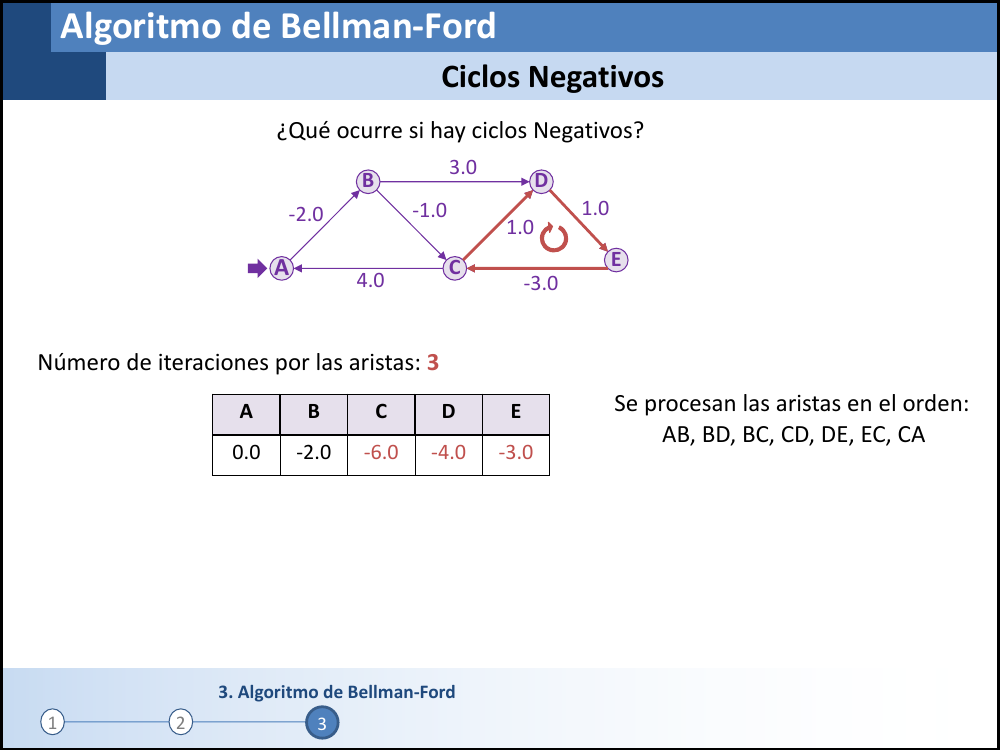 Algoritmo de Bellman-Ford
Ciclos Negativos
¿Qué ocurre si hay ciclos Negativos?
3.0
B
D
-2.0
-1.0
1.0
1.0
A
C
E
4.0
-3.0
Número de iteraciones por las aristas: 3
A B C D E
0.0 -2.0 -6.0 -4.0 -3.0
Se procesan las aristas en el orden:
AB, BD, BC, CD, DE, EC, CA
3. Algoritmo de Bellman-Ford
1 2 3